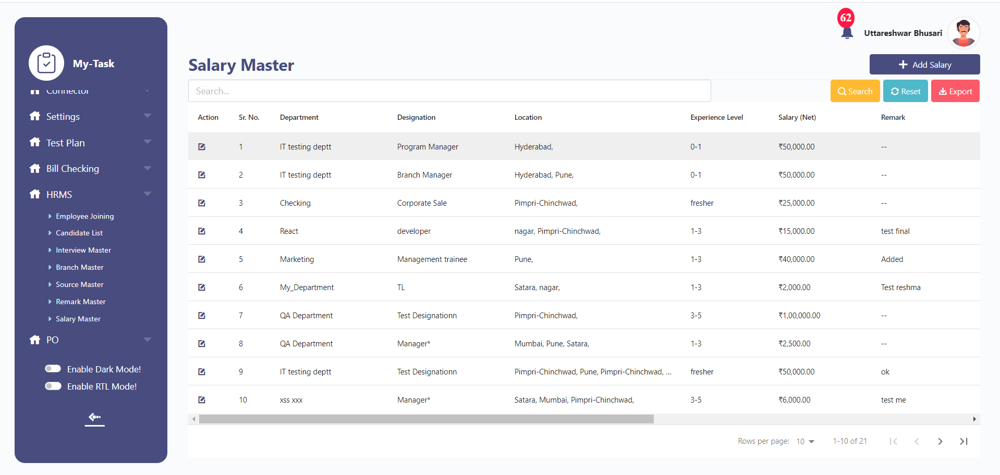 62
Uttareshwar Bhusari
My-Task
Connector
Settings
Test Plan
Bill Checking
HRMS
Employee Joining
Candidate List
Interview Master
Branch Master
Source Master
Remark Master
Salary Master
PO
Enable Dark Mode!
Enable RTL Mode!
Salary Master
Add Salary
Search...
Search Reset Export
Action Sr. No. Department Designation Location Experience Level Salary (Net) Remark
1 IT testing deptt Program Manager Hyderabad, 0-1 ₹50,000.00 --
2 IT testing deptt Branch Manager Hyderabad, Pune, 0-1 ₹50,000.00 --
3 Checking Corporate Sale Pimpri-Chinchwad, fresher ₹25,000.00 --
4 React developer nagar, Pimpri-Chinchwad, 1-3 ₹15,000.00 test final
5 Marketing Management trainee Pune, 1-3 ₹40,000.00 Added
6 My_Department TL Satara, nagar, 1-3 ₹2,000.00 Test reshma
7 QA Department Test Designationn Pimpri-Chinchwad, 3-5 ₹1,00,000.00 --
8 QA Department Manager* Mumbai, Pune, Satara, 1-3 ₹2,500.00 --
9 IT testing deptt Test Designationn Pimpri-Chinchwad, Pune, Pimpri-Chinchwad, ... fresher ₹50,000.00 ok
10 xss xxx Manager* Satara, Mumbai, Pimpri-Chinchwad, 3-5 ₹6,000.00 test me
Rows per page: 10 1-10 of 21